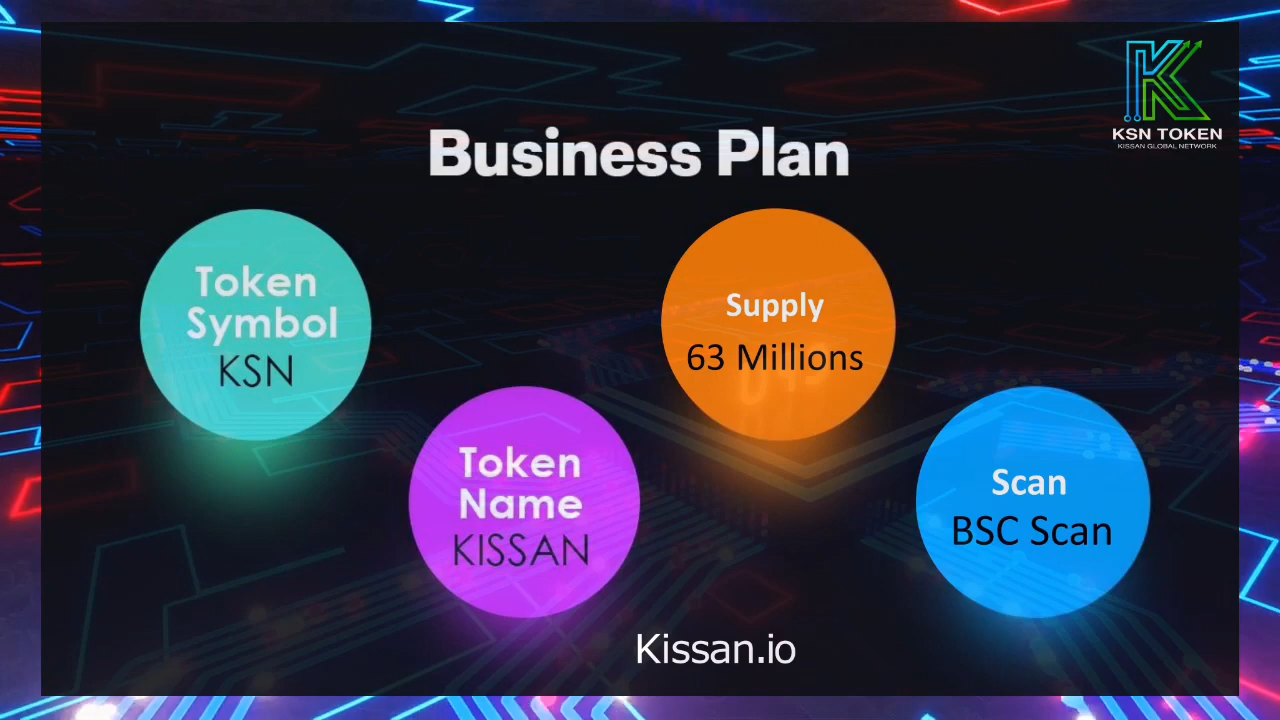 KSN TOKEN
KISSAN GLOBAL NETWORK
Business Plan
Token
Symbol
KSN
Token
Name
KISSAN
Supply
63 Millions
Scan
BSC Scan
Kissan.io